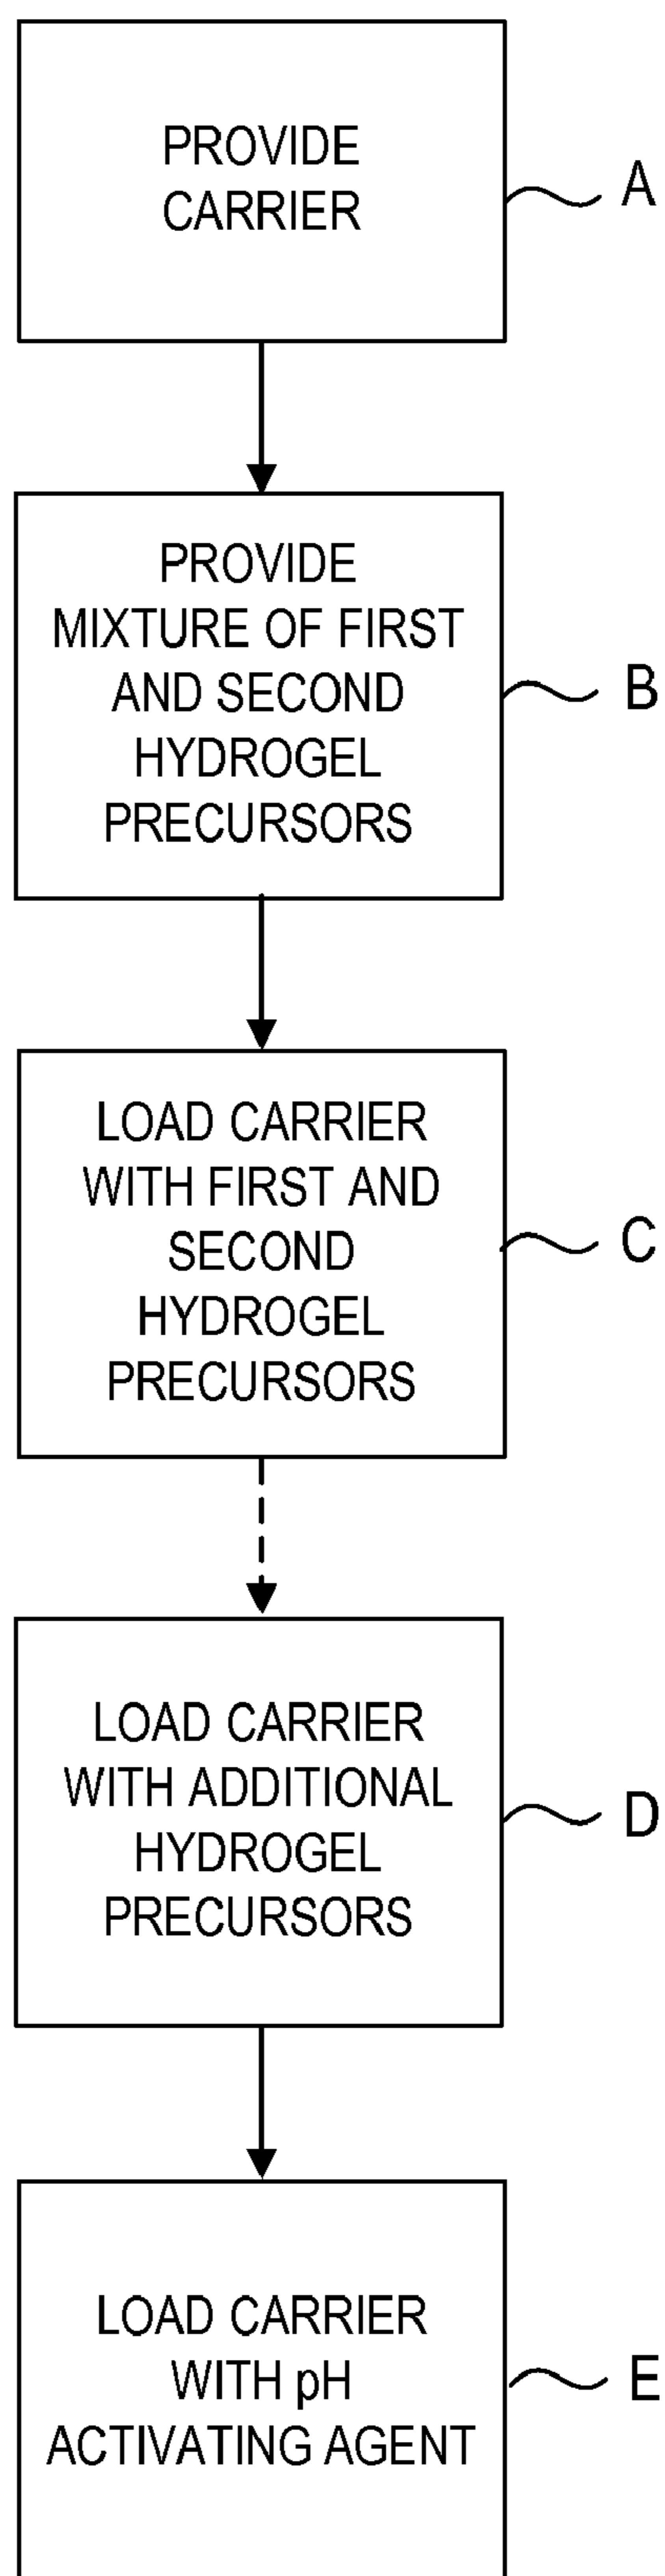 PROVIDE
CARRIER
A
PROVIDE
MIXTURE OF FIRST
AND SECOND
HYDROGEL
PRECURSORS
B
LOAD CARRIER
WITH FIRST AND
SECOND
HYDROGEL
PRECURSORS
C
LOAD CARRIER
WITH ADDITIONAL
HYDROGEL
PRECURSORS
D
LOAD CARRIER
WITH pH
ACTIVATING AGENT
E